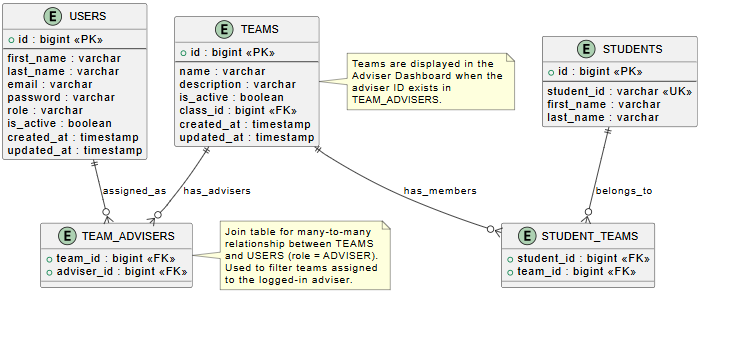 E USERS
id : bigint «PK»
first_name : varchar
last_name : varchar
email : varchar
password : varchar
role : varchar
is_active : boolean
created_at : timestamp
updated_at : timestamp
E TEAMS
id : bigint «PK»
name : varchar
description : varchar
is_active : boolean
class_id : bigint «FK»
created_at : timestamp
updated_at : timestamp
Teams are displayed in the
Adviser Dashboard when the
adviser ID exists in
TEAM_ADVISERS.
E STUDENTS
id : bigint «PK»
student_id : varchar «UK»
first_name : varchar
last_name : varchar
assigned_as
has_advisers
has_members
belongs_to
E TEAM_ADVISERS
team_id : bigint «FK»
adviser_id : bigint «FK»
Join table for many-to-many
relationship between TEAMS
and USERS (role = ADVISER).
Used to filter teams assigned
to the logged-in adviser.
E STUDENT_TEAMS
student_id : bigint «FK»
team_id : bigint «FK»